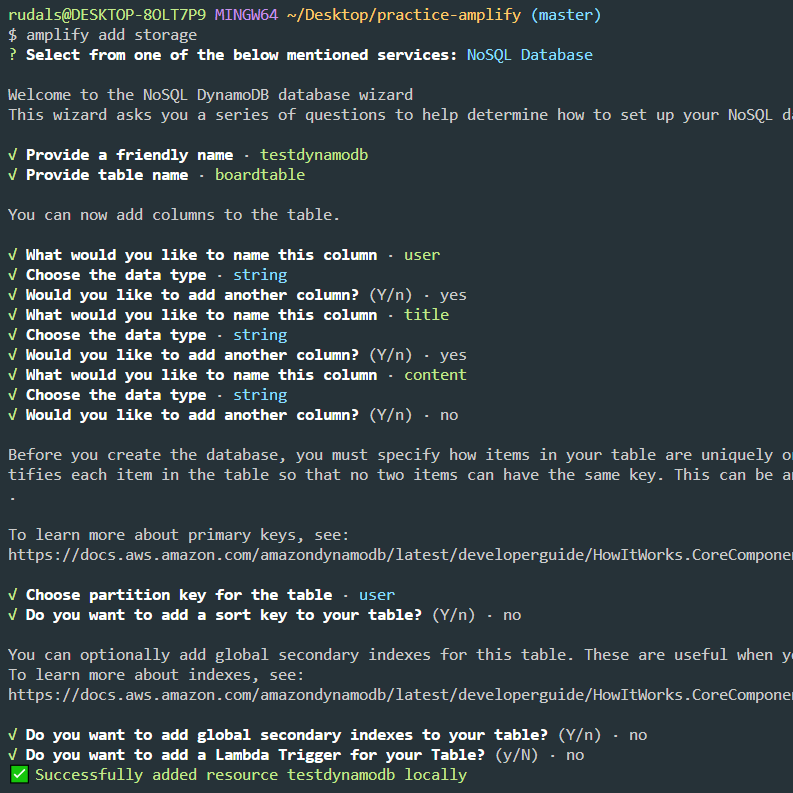 rudals@DESKTOP-8OLT7P9 MINGW64 ~/Desktop/practice-amplify (master)
$ amplify add storage
? Select from one of the below mentioned services: NoSQL Database
Welcome to the NoSQL DynamoDB database wizard
This wizard asks you a series of questions to help determine how to set up your NoSQL
√ Provide a friendly name · testdynamodb
√ Provide table name · boardtable
You can now add columns to the table.
√ What would you like to name this column · user
√ Choose the data type · string
√ Would you like to add another column? (Y/n) · yes
√ What would you like to name this column · title
√ Choose the data type · string
√ Would you like to add another column? (Y/n) · yes
√ What would you like to name this column · content
√ Choose the data type · string
√ Would you like to add another column? (Y/n) · no
Before you create the database, you must specify how items in your table are uniquely
tifies each item in the table so that no two items can have the same key. This can be
.
To learn more about primary keys, see:
https://docs.aws.amazon.com/amazondynamodb/latest/developerguide/HowItWorks.CoreCompone
√ Choose partition key for the table · user
√ Do you want to add a sort key to your table? (Y/n) · no
You can optionally add global secondary indexes for this table. These are useful when
To learn more about indexes, see:
https://docs.aws.amazon.com/amazondynamodb/latest/developerguide/HowItWorks.CoreCompone
√ Do you want to add global secondary indexes to your table? (Y/n) · no
√ Do you want to add a Lambda Trigger for your Table? (y/N) · no
✅ Successfully added resource testdynamodb locally